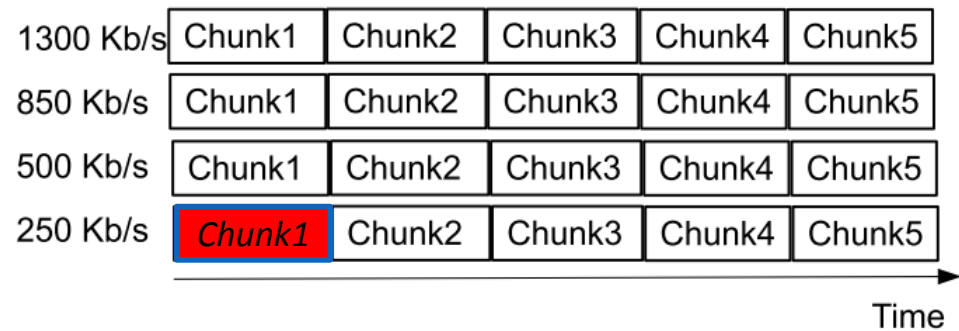 1300 Kb/s Chunk1 Chunk2 Chunk3 Chunk4 Chunk5
850 Kb/s Chunk1 Chunk2 Chunk3 Chunk4 Chunk5
500 Kb/s Chunk1 Chunk2 Chunk3 Chunk4 Chunk5
250 Kb/s Chunk1 Chunk2 Chunk3 Chunk4 Chunk5
Time